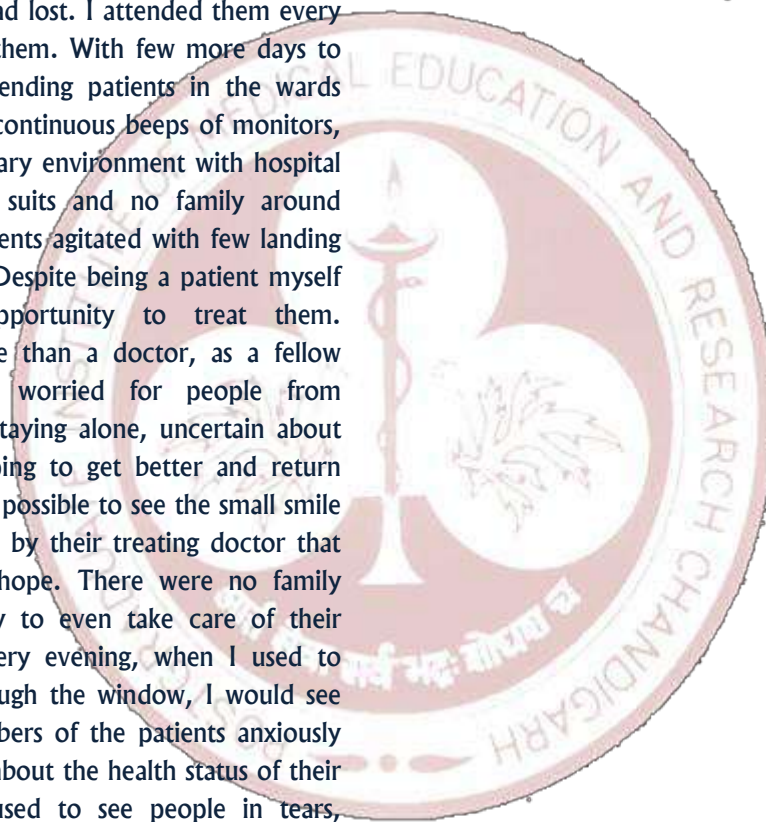 nd lost. I attended them every
them. With few more days to
ending patients in the wards
continuous beeps of monitors,
ary environment with hospital
suits and no family around
ents agitated with few landing
Despite being a patient myself
pportunity to treat them.
e than a doctor, as a fellow
worried for people from
taying alone, uncertain about
ping to get better and return
possible to see the small smile
by their treating doctor that
hope. There were no family
y to even take care of their
ery evening, when I used to
ugh the window, I would see
bers of the patients anxiously
about the health status of their
used to see people in tears,
INSTITUTE OF MEDICAL EDUCATION AND RESEARCH CHANDIGARH